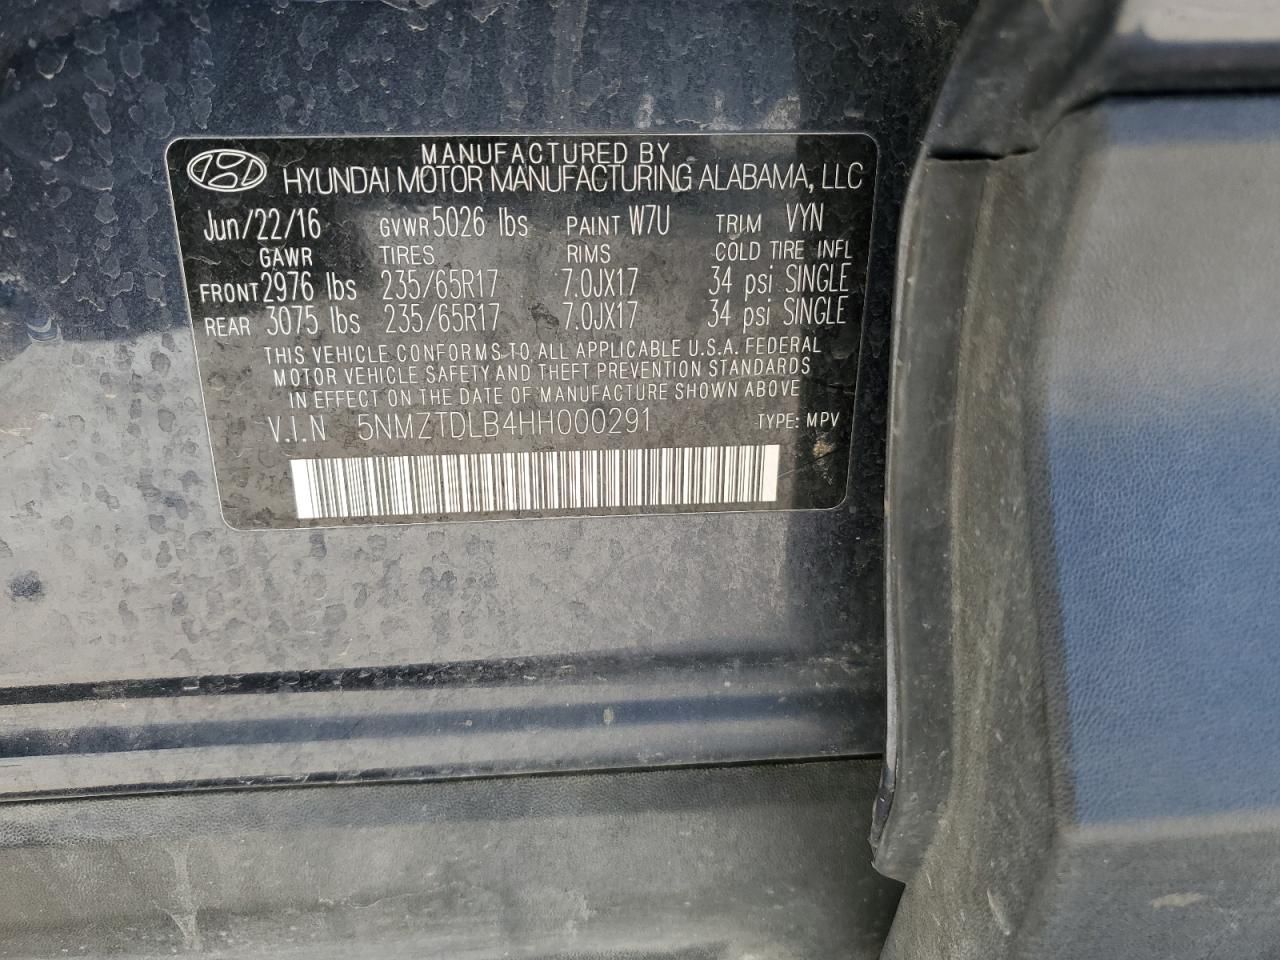 MANUFACTURED BY
HYUNDAI MOTOR MANUFACTURING ALABAMA, LLC
Jun/22/16 GVWR 5026 lbs PAINT W7U TRIM VYN
GAWR TIRES RIMS COLD TIRE INFL
FRONT 2976 lbs 235/65R17 7.0JX17 34 psi SINGLE
REAR 3075 lbs 235/65R17 7.0JX17 34 psi SINGLE
THIS VEHICLE CONFORMS TO ALL APPLICABLE U.S.A. FEDERAL
MOTOR VEHICLE SAFETY AND THEFT PREVENTION STANDARDS
IN EFFECT ON THE DATE OF MANUFACTURE SHOWN ABOVE
V.I.N 5NMZTDLB4HH000291 TYPE: MPV